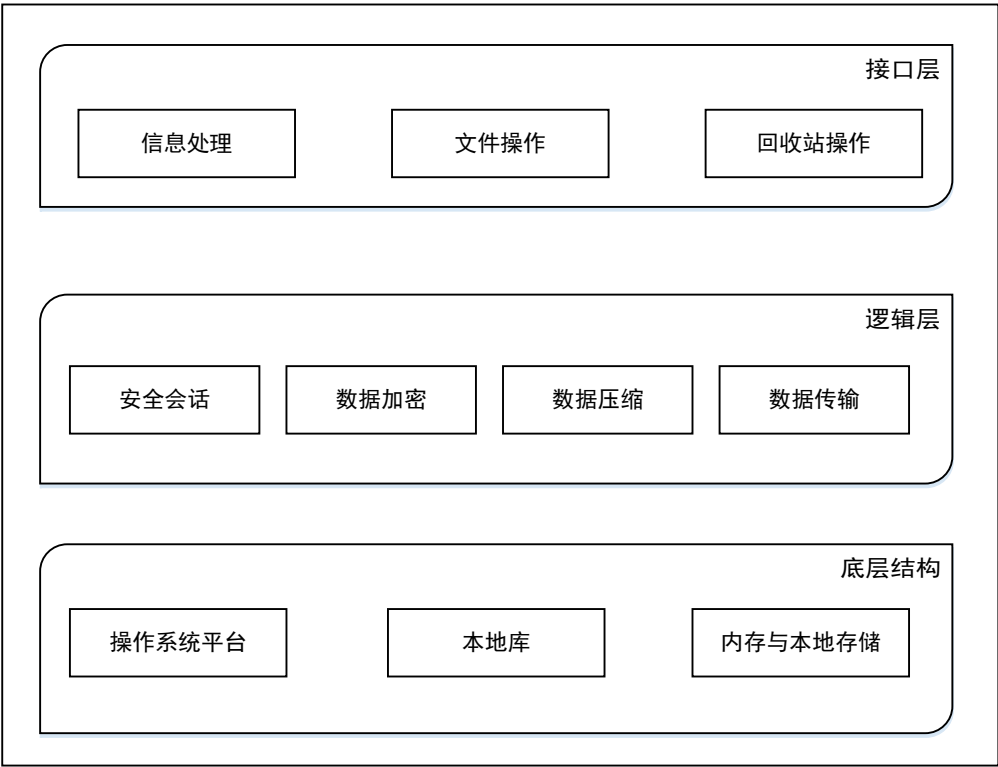 接口层
信息处理
文件操作
回收站操作
逻辑层
安全会话
数据加密
数据压缩
数据传输
底层结构
操作系统平台
本地库
内存与本地存储